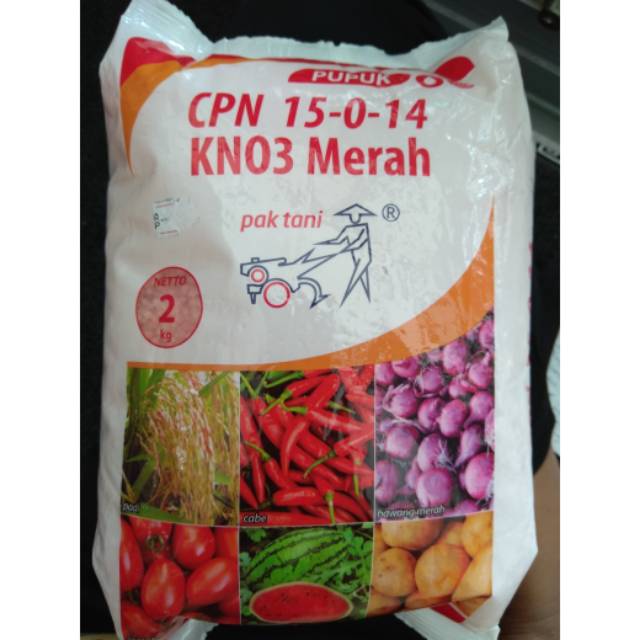 PUPUK
CPN 15-0-14
KNO3 Merah
pak tani ®
NETTO
2
kg
padi
cabe
bawang merah